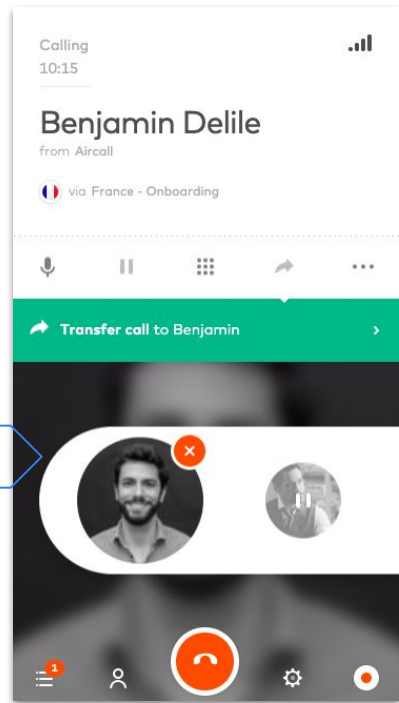 Calling
10:15
Benjamin Delile
from Aircall
via France - Onboarding
Transfer call to Benjamin
1